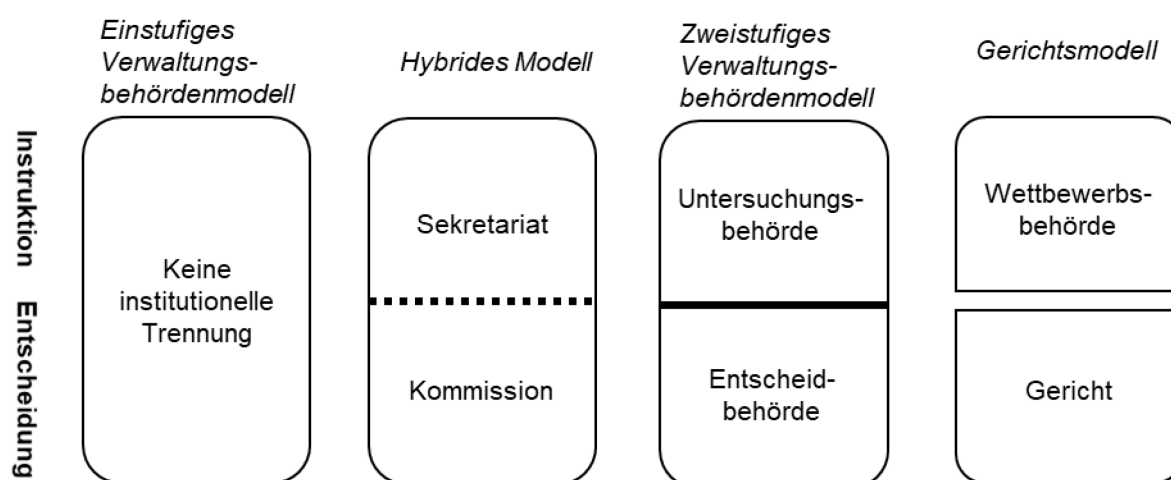 Einstufiges
Verwaltungs-
behördenmodell
Hybrides Modell
Zweistufiges
Verwaltungs-
behördenmodell
Gerichtsmodell
Instruktion
Entscheidung
Keine
institutionelle
Trennung
Sekretariat
Kommission
Untersuchungs-
behörde
Entscheid-
behörde
Wettbewerbs-
behörde
Gericht